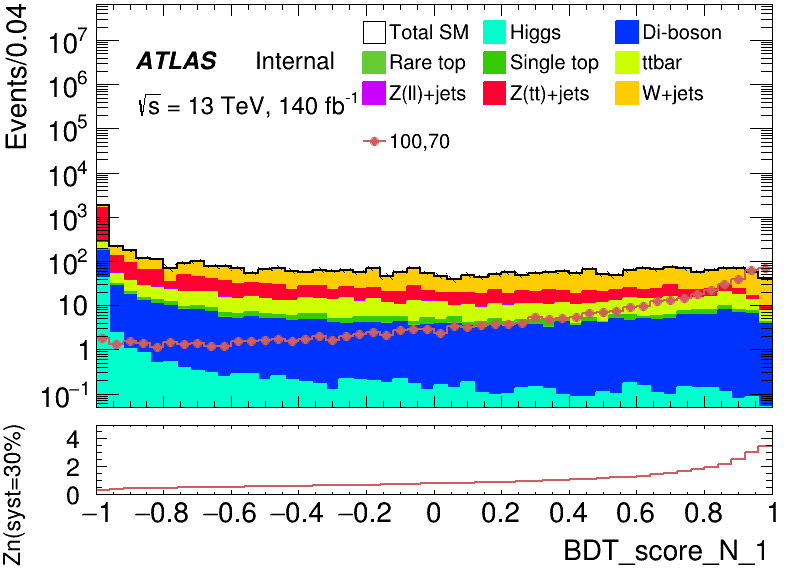 Events/0.04
10⁷
10⁶
10⁵
10⁴
10³
10²
10
1
10⁻¹
ATLAS Internal
√s = 13 TeV, 140 fb⁻¹
Total SM Higgs Di-boson
Rare top Single top ttbar
Z(ll)+jets Z(tt)+jets W+jets
100,70
Zn(syst=30%)
4
2
0
−1 −0.8 −0.6 −0.4 −0.2 0 0.2 0.4 0.6 0.8 1
BDT_score_N_1